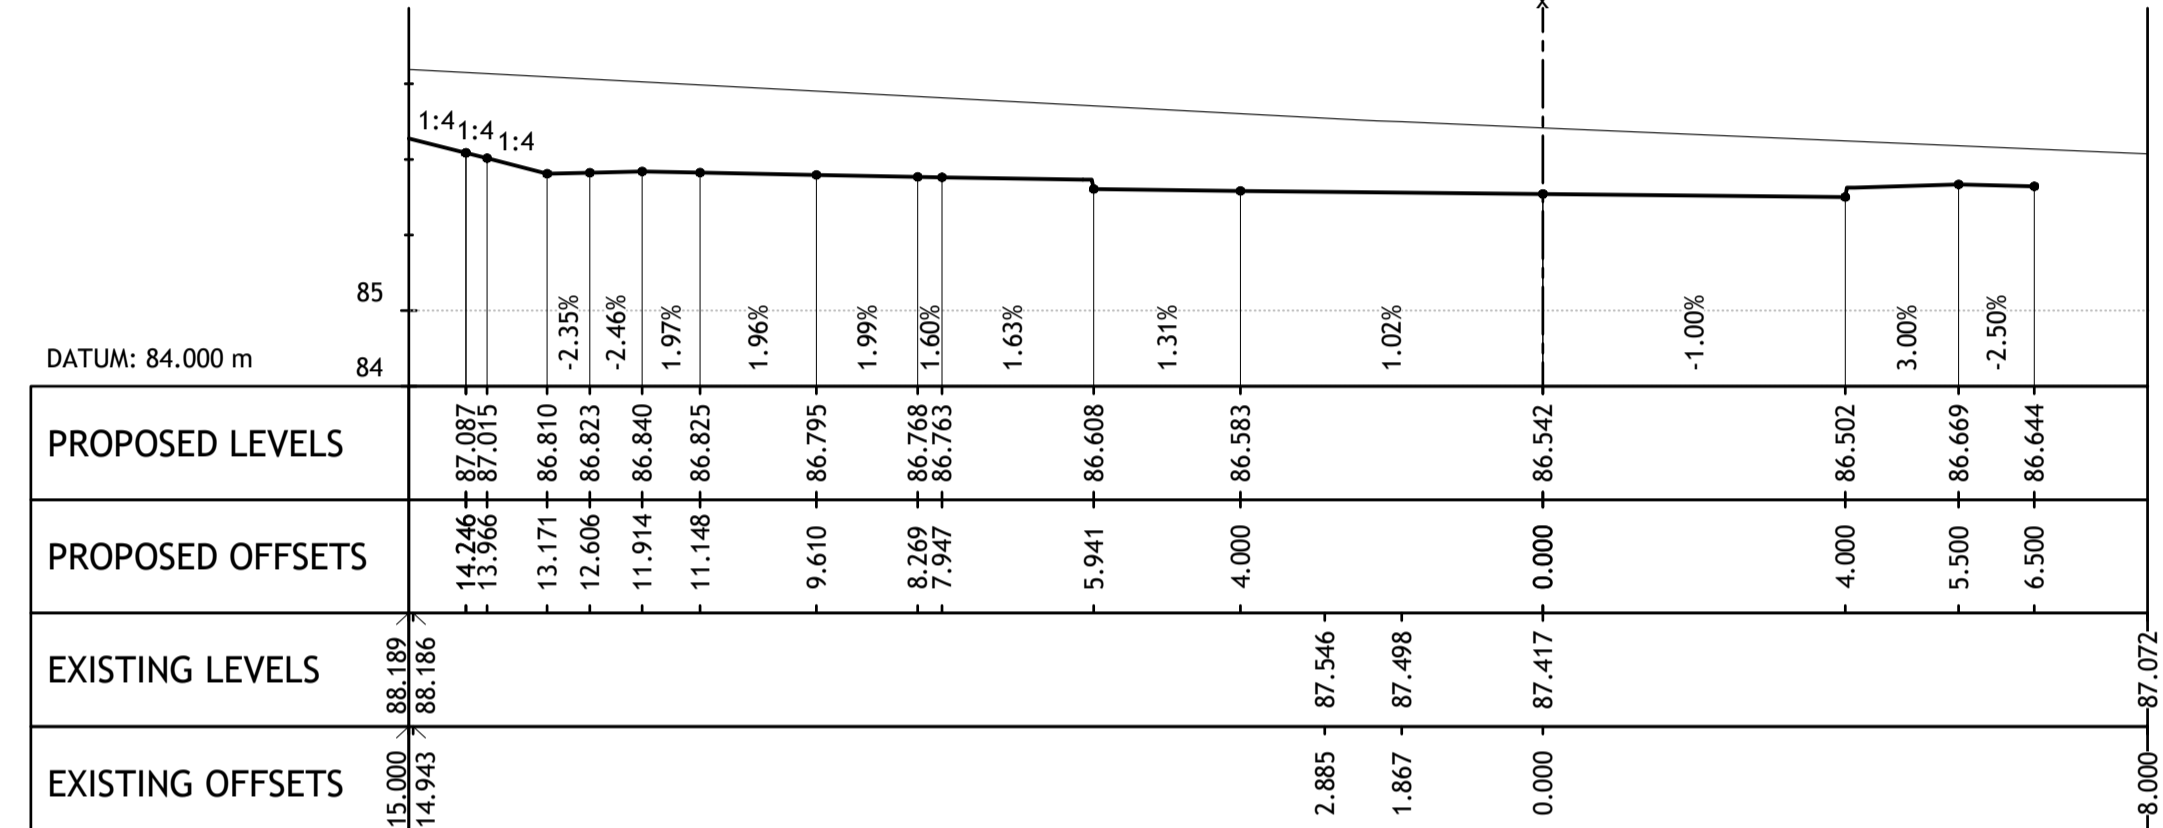 x
1:4 1:4 1:4
85
-2.35% -2.46% 1.97% 1.96% 1.99% 1.60% 1.63% 1.31% 1.02% -1.00% 3.00% -2.50%
DATUM: 84.000 m
84
PROPOSED LEVELS 87.087 87.015 86.810 86.823 86.840 86.825 86.795 86.768 86.763 86.608 86.583 86.542 86.502 86.669 86.644
PROPOSED OFFSETS 14.246 13.966 13.171 12.606 11.914 11.148 9.610 8.269 7.947 5.941 4.000 0.000 4.000 5.500 6.500
EXISTING LEVELS 88.189 88.186 87.546 87.498 87.417 87.072
EXISTING OFFSETS 15.000 14.943 2.885 1.867 0.000 8.000